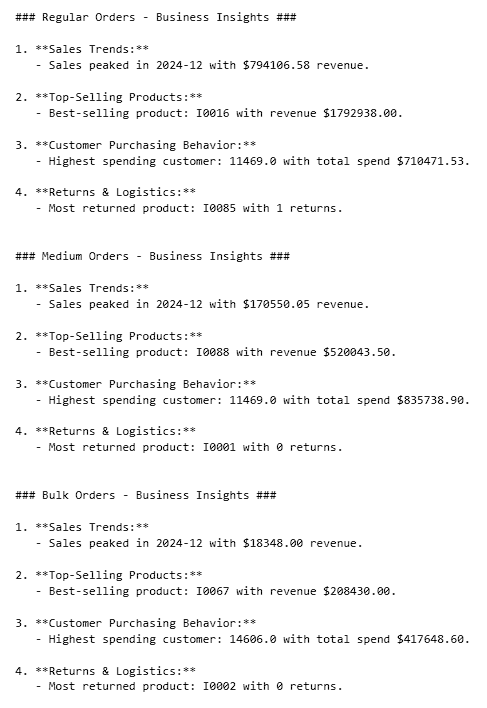 ### Regular Orders - Business Insights ###
1. **Sales Trends:**
- Sales peaked in 2024-12 with $794106.58 revenue.
2. **Top-Selling Products:**
- Best-selling product: I0016 with revenue $1792938.00.
3. **Customer Purchasing Behavior:**
- Highest spending customer: 11469.0 with total spend $710471.53.
4. **Returns & Logistics:**
- Most returned product: I0085 with 1 returns.
### Medium Orders - Business Insights ###
1. **Sales Trends:**
- Sales peaked in 2024-12 with $170550.05 revenue.
2. **Top-Selling Products:**
- Best-selling product: I0088 with revenue $520043.50.
3. **Customer Purchasing Behavior:**
- Highest spending customer: 11469.0 with total spend $835738.90.
4. **Returns & Logistics:**
- Most returned product: I0001 with 0 returns.
### Bulk Orders - Business Insights ###
1. **Sales Trends:**
- Sales peaked in 2024-12 with $18348.00 revenue.
2. **Top-Selling Products:**
- Best-selling product: I0067 with revenue $208430.00.
3. **Customer Purchasing Behavior:**
- Highest spending customer: 14606.0 with total spend $417648.60.
4. **Returns & Logistics:**
- Most returned product: I0002 with 0 returns.